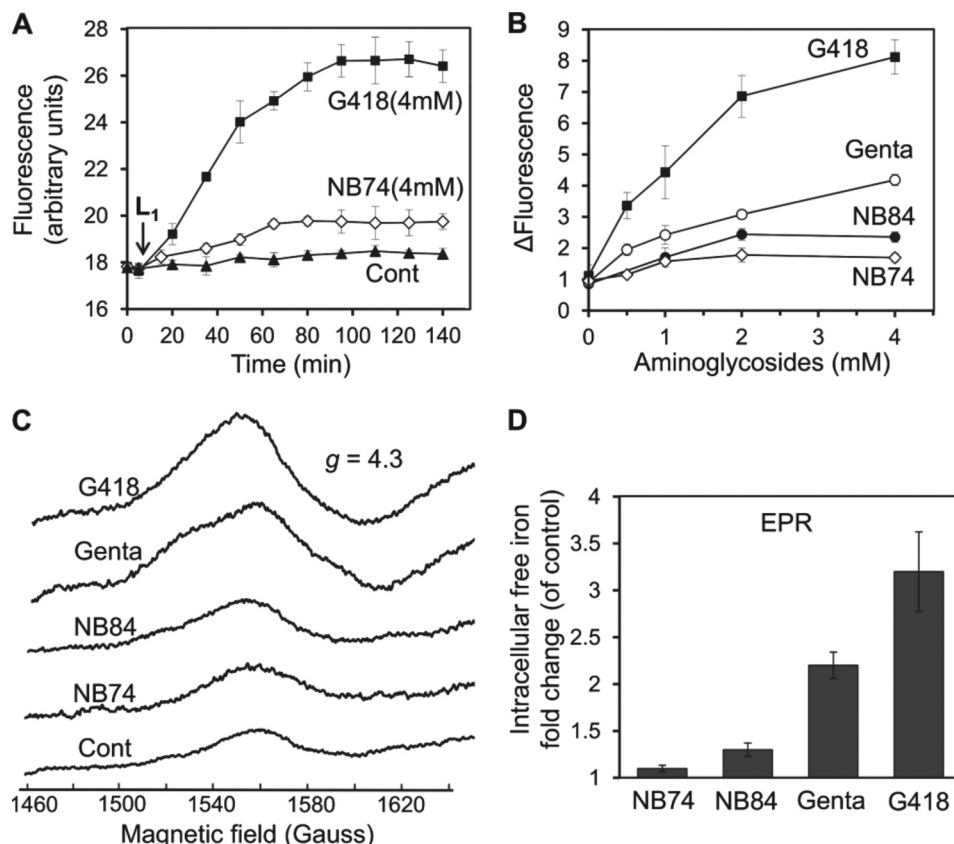 A
Fluorescence
(arbitrary units)
28
26
24
22
20
18
16
G418(4mM)
NB74(4mM)
L1
Cont
0 20 40 60 80 100 120 140
Time (min)
B
ΔFluorescence
9
8
7
6
5
4
3
2
1
0
G418
Genta
NB84
NB74
0 1 2 3 4
Aminoglycosides (mM)
C
g = 4.3
G418
Genta
NB84
NB74
Cont
1460 1500 1540 1580 1620
Magnetic field (Gauss)
D
Intracellular free iron
fold change (of control)
EPR
4
3.5
3
2.5
2
1.5
1
NB74 NB84 Genta G418